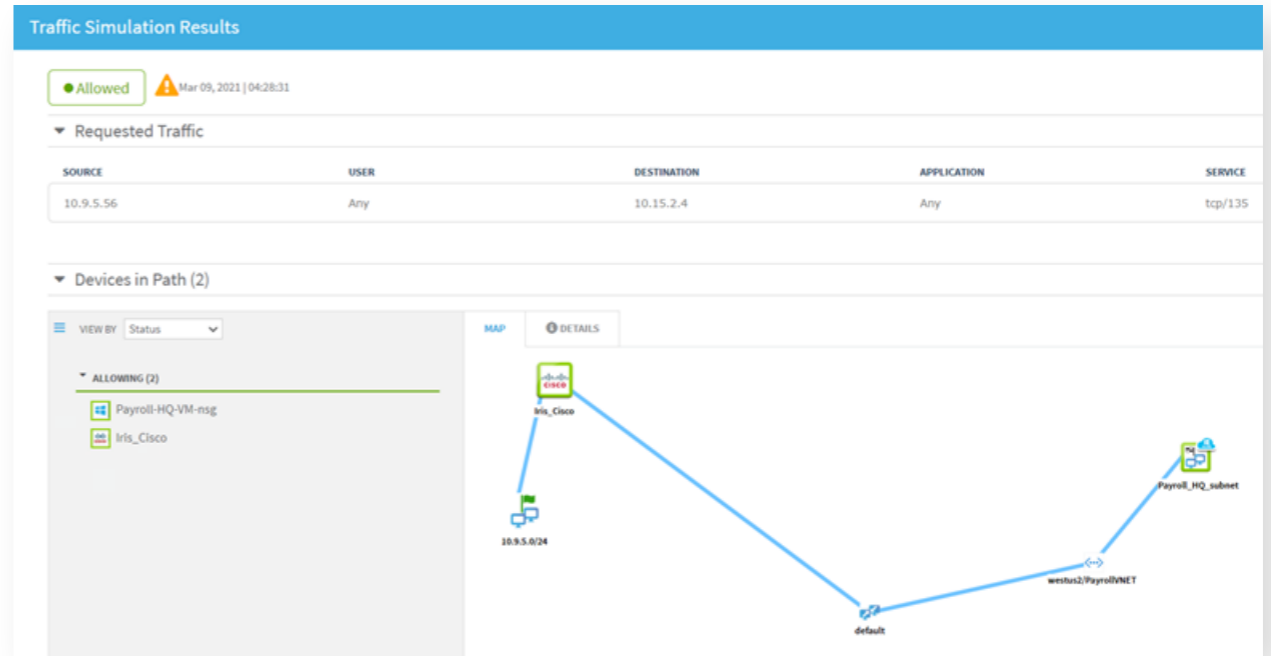 Traffic Simulation Results
Allowed Mar 09, 2021 | 04:28:31
Requested Traffic
SOURCE USER DESTINATION APPLICATION SERVICE
10.9.5.56 Any 10.15.2.4 Any tcp/135
Devices in Path (2)
VIEW BY Status MAP DETAILS
ALLOWING (2)
Payroll-HQ-VM-nsg
Iris_Cisco
CISCO
Iris_Cisco
Payroll_HQ_subnet
10.9.5.0/24
westus2/PayrollVNET
default